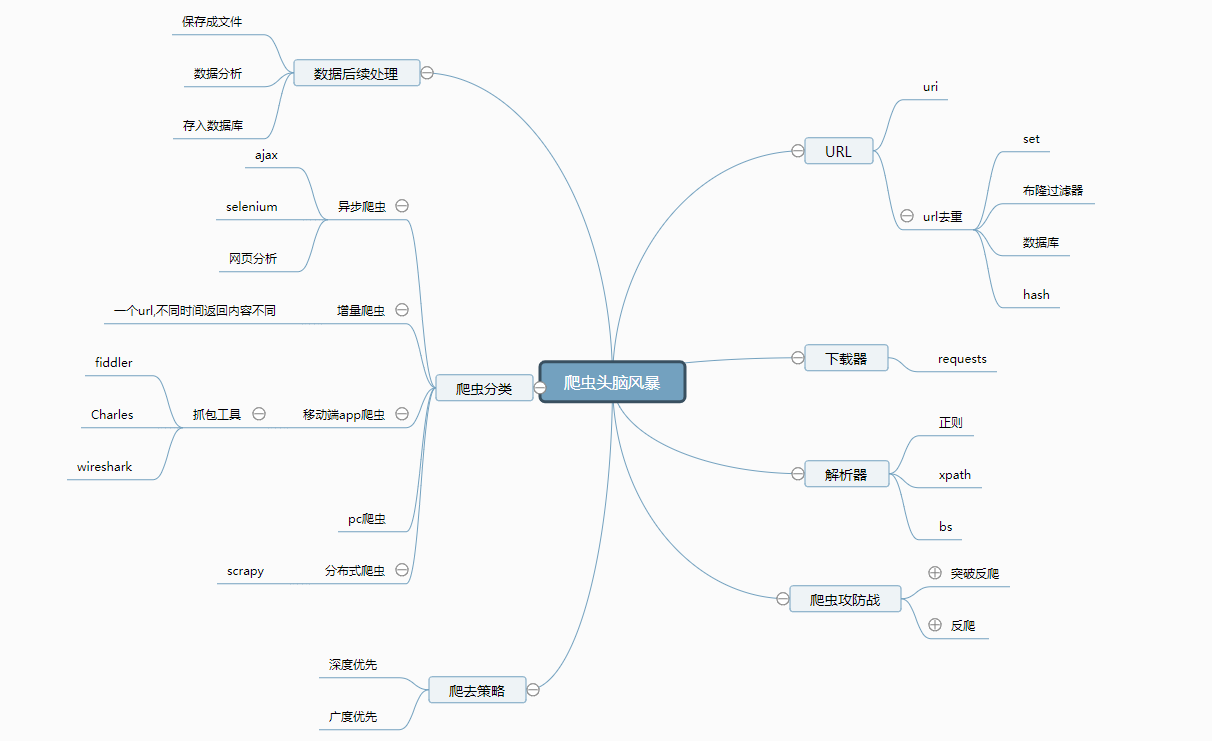 爬虫头脑风暴
URL
uri
url去重
set
布隆过滤器
数据库
hash
下载器
requests
解析器
正则
xpath
bs
爬虫攻防战
突破反爬
反爬
数据后续处理
保存成文件
数据分析
存入数据库
爬虫分类
异步爬虫
ajax
selenium
网页分析
增量爬虫
一个url,不同时间返回内容不同
移动端app爬虫
抓包工具
fiddler
Charles
wireshark
pc爬虫
分布式爬虫
scrapy
爬去策略
深度优先
广度优先